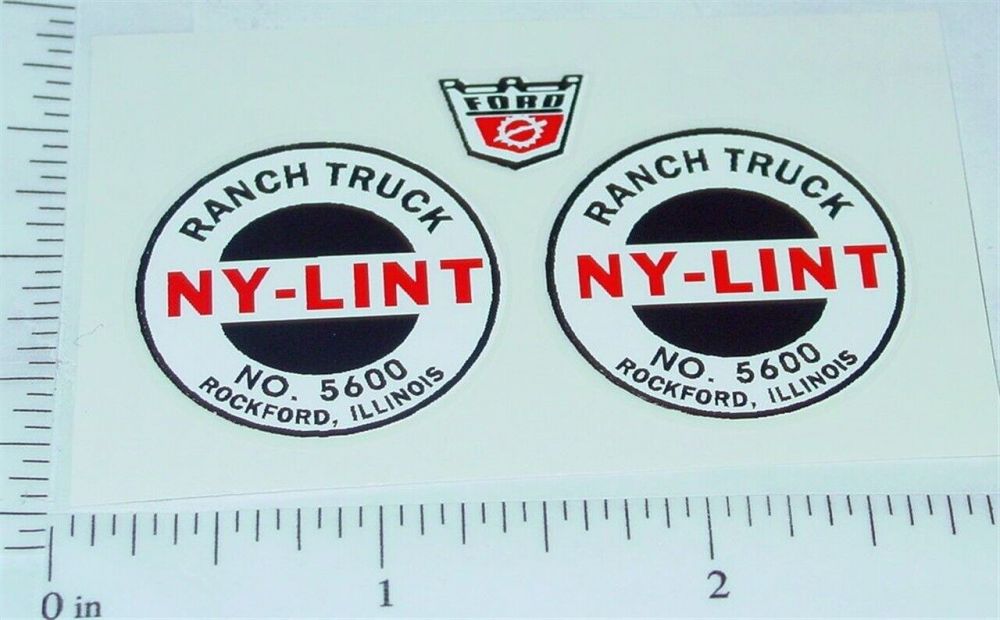 FORD
RANCH TRUCK
NY-LINT
NO. 5600
ROCKFORD, ILLINOIS
RANCH TRUCK
NY-LINT
NO. 5600
ROCKFORD, ILLINOIS
0 in 1 2